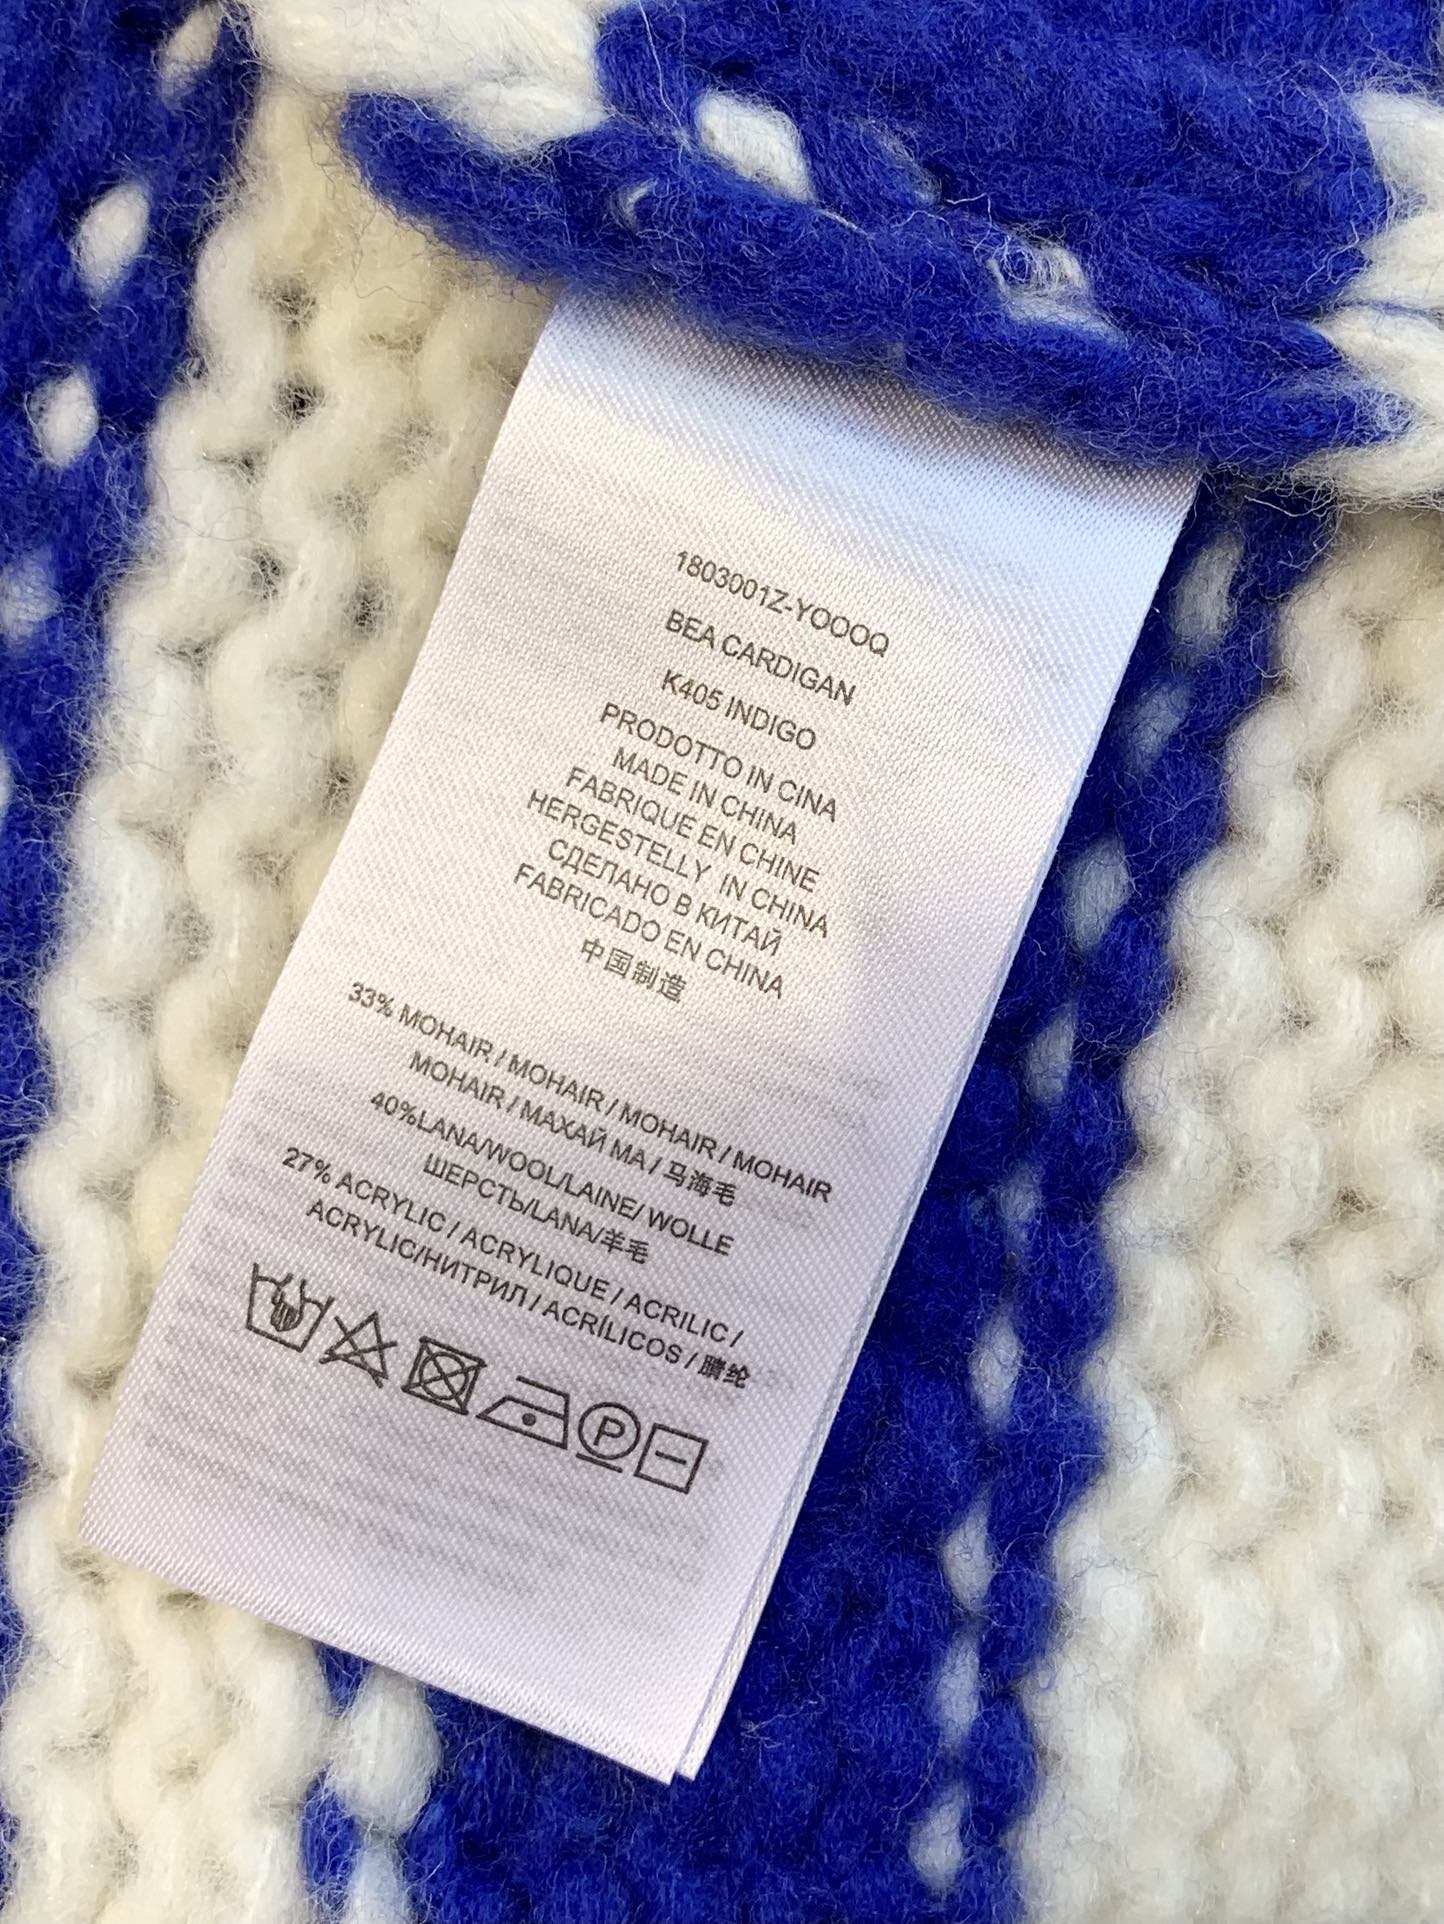 1803001Z-YOOOQ
BEA CARDIGAN
K405 INDIGO
PRODOTTO IN CINA
MADE IN CHINA
FABRIQUE EN CHINE
HERGESTELLY IN CHINA
СДЕЛАНО В КИТАЙ
FABRICADO EN CHINA
中国制造
33% MOHAIR / MOHAIR / MOHAIR / MOHAIR
MOHAIR / МАХАЙ МА / 马海毛
40%LANA/WOOL/LAINE/ WOLLE
ШЕРСТЬ/LANA/羊毛
27% ACRYLIC / ACRYLIQUE / ACRILIC /
ACRYLIC/НИТРИЛ / ACRÍLICOS / 腈纶
P